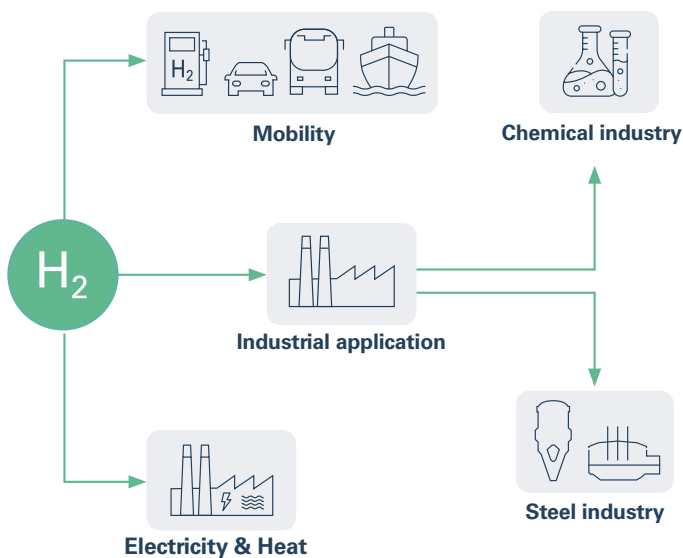 H₂
Mobility
Chemical industry
H₂
Industrial application
Steel industry
Electricity & Heat